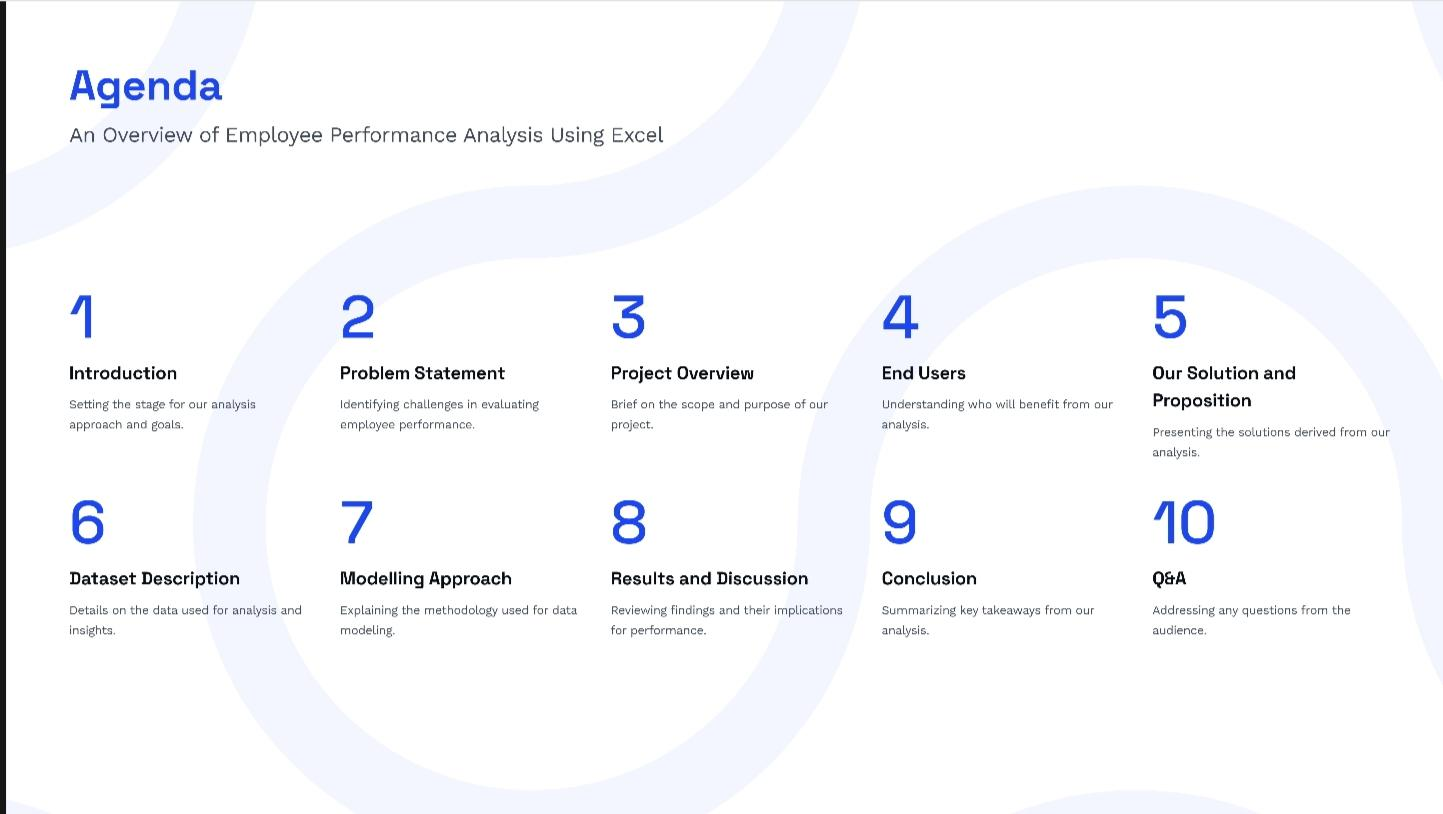 Agenda
An Overview of Employee Performance Analysis Using Excel
1
Introduction
Setting the stage for our analysis
approach and goals.
2
Problem Statement
Identifying challenges in evaluating
employee performance.
3
Project Overview
Brief on the scope and purpose of our
project.
4
End Users
Understanding who will benefit from our
analysis.
5
Our Solution and
Proposition
Presenting the solutions derived from our
analysis.
6
Dataset Description
Details on the data used for analysis and
insights.
7
Modelling Approach
Explaining the methodology used for data
modeling.
8
Results and Discussion
Reviewing findings and their implications
for performance.
9
Conclusion
Summarizing key takeaways from our
analysis.
10
Q&A
Addressing any questions from the
audience.